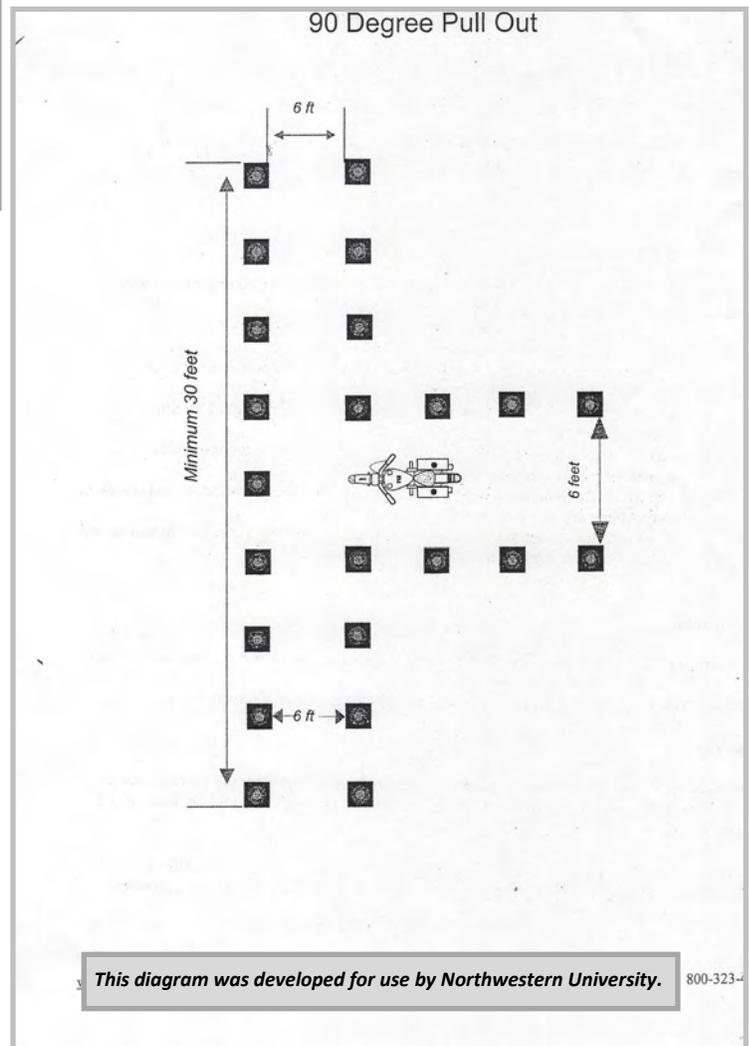 90 Degree Pull Out
6 ft
Minimum 30 feet
6 feet
6 ft
This diagram was developed for use by Northwestern University.
800-323-